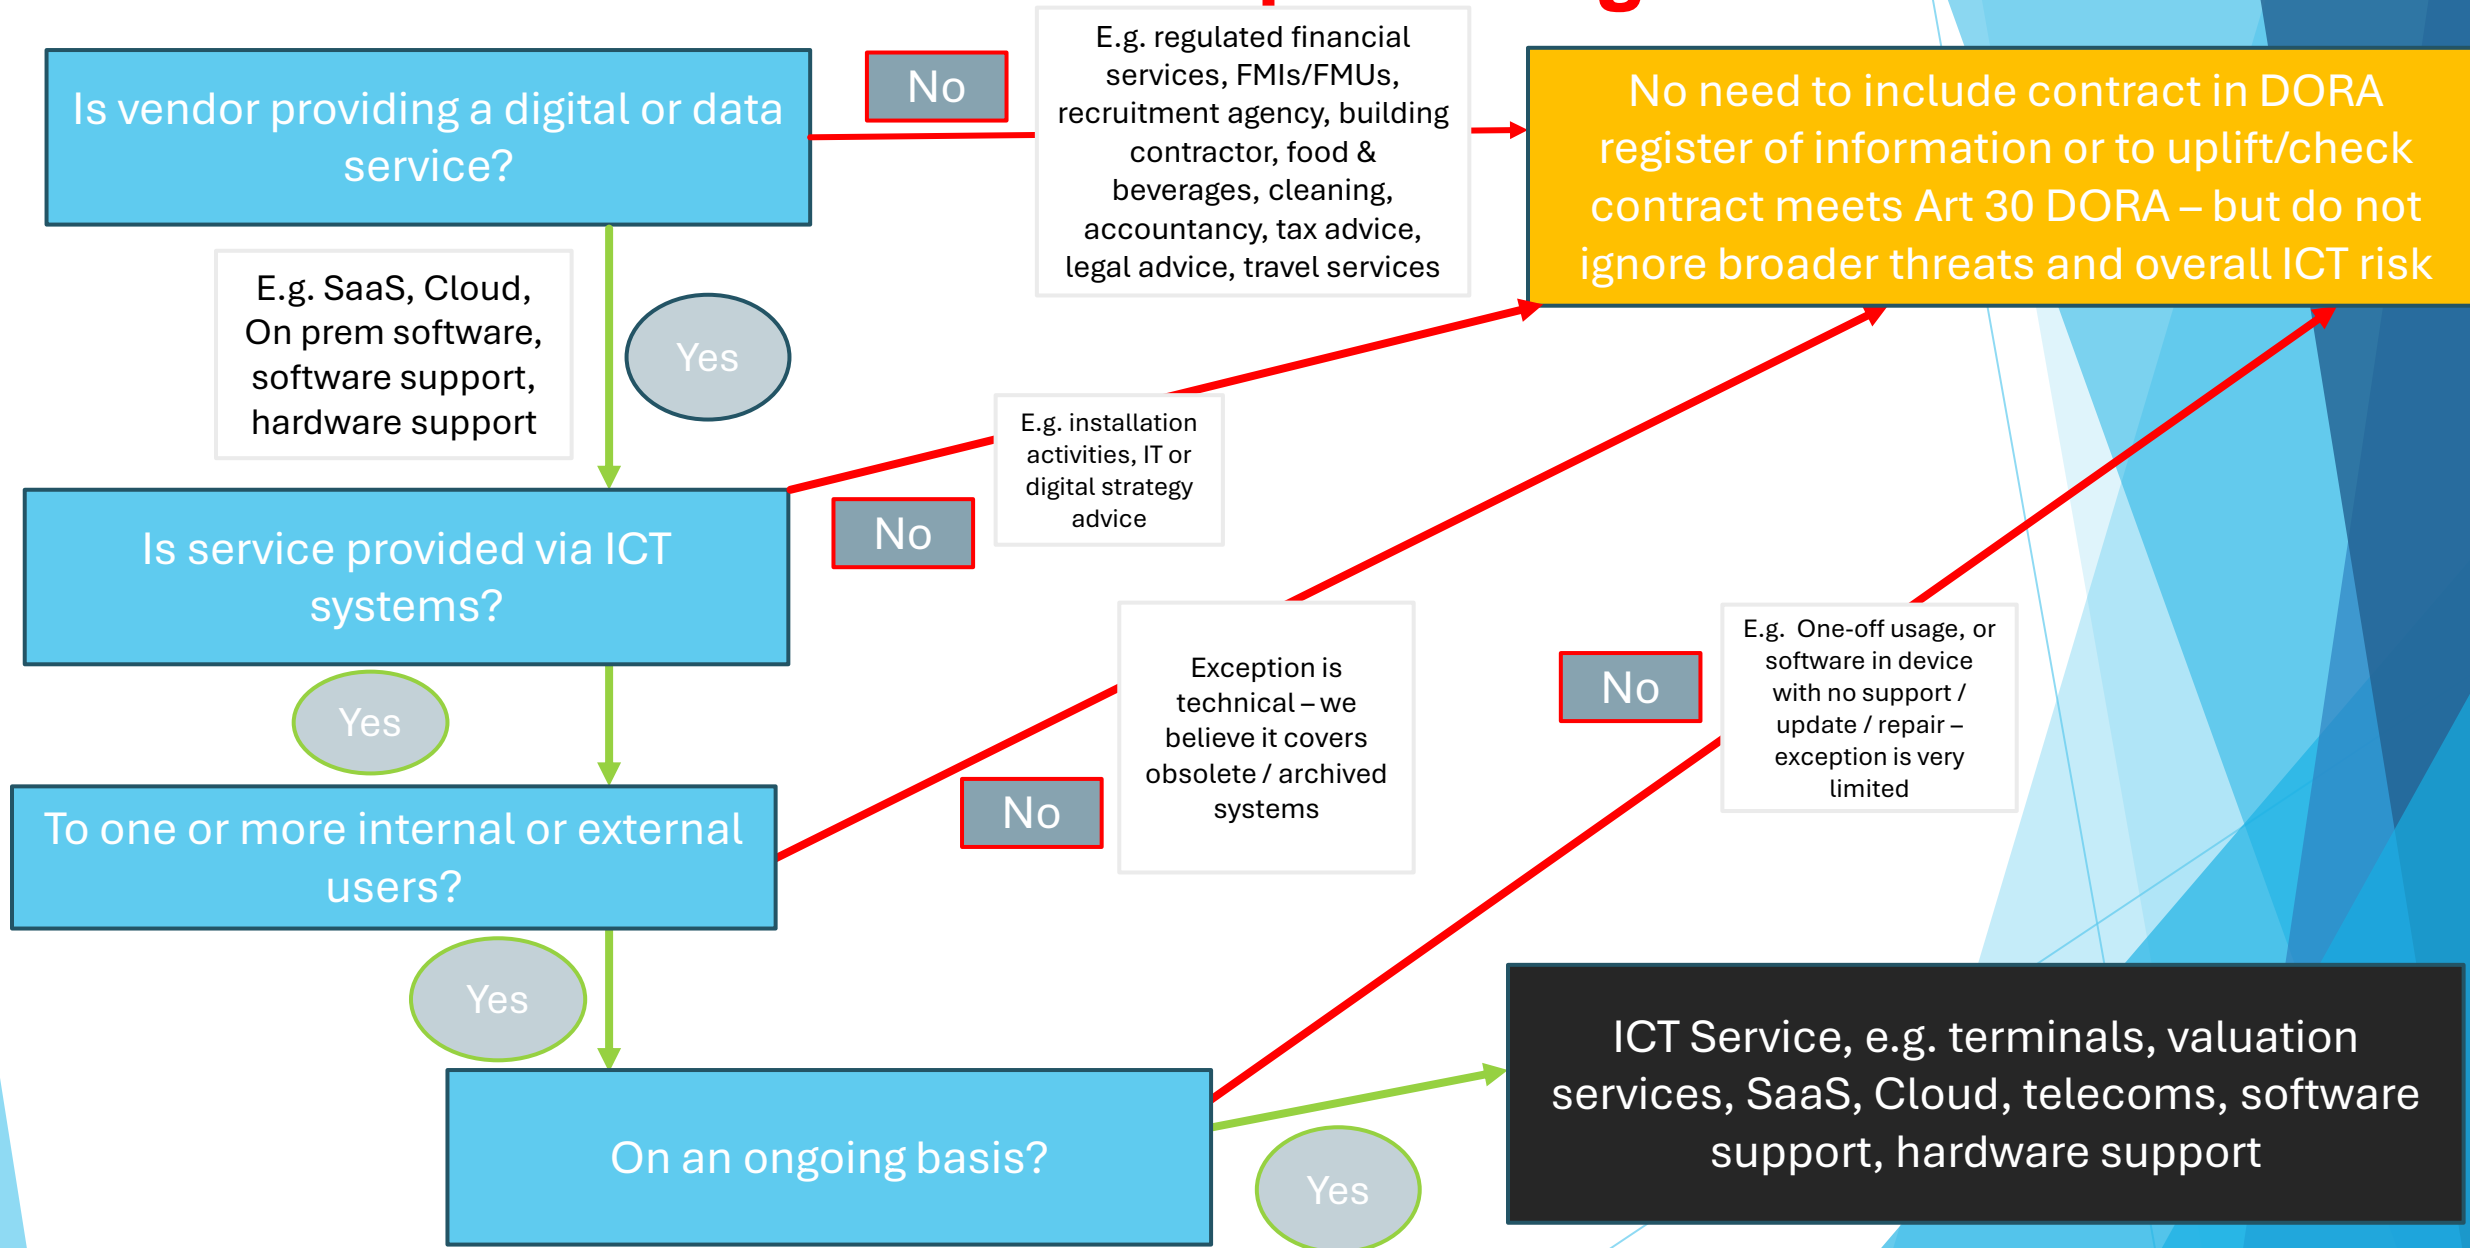 Is vendor providing a digital or data
service?
No
E.g. regulated financial
services, FMIs/FMUs,
recruitment agency, building
contractor, food &
beverages, cleaning,
accountancy, tax advice,
legal advice, travel services
No need to include contract in DORA
register of information or to uplift/check
contract meets Art 30 DORA – but do not
ignore broader threats and overall ICT risk
E.g. SaaS, Cloud,
On prem software,
software support,
hardware support
Yes
Is service provided via ICT
systems?
No
E.g. installation
activities, IT or
digital strategy
advice
Yes
To one or more internal or external
users?
No
Exception is
technical – we
believe it covers
obsolete / archived
systems
Yes
On an ongoing basis?
No
E.g. One-off usage, or
software in device
with no support /
update / repair –
exception is very
limited
Yes
ICT Service, e.g. terminals, valuation
services, SaaS, Cloud, telecoms, software
support, hardware support